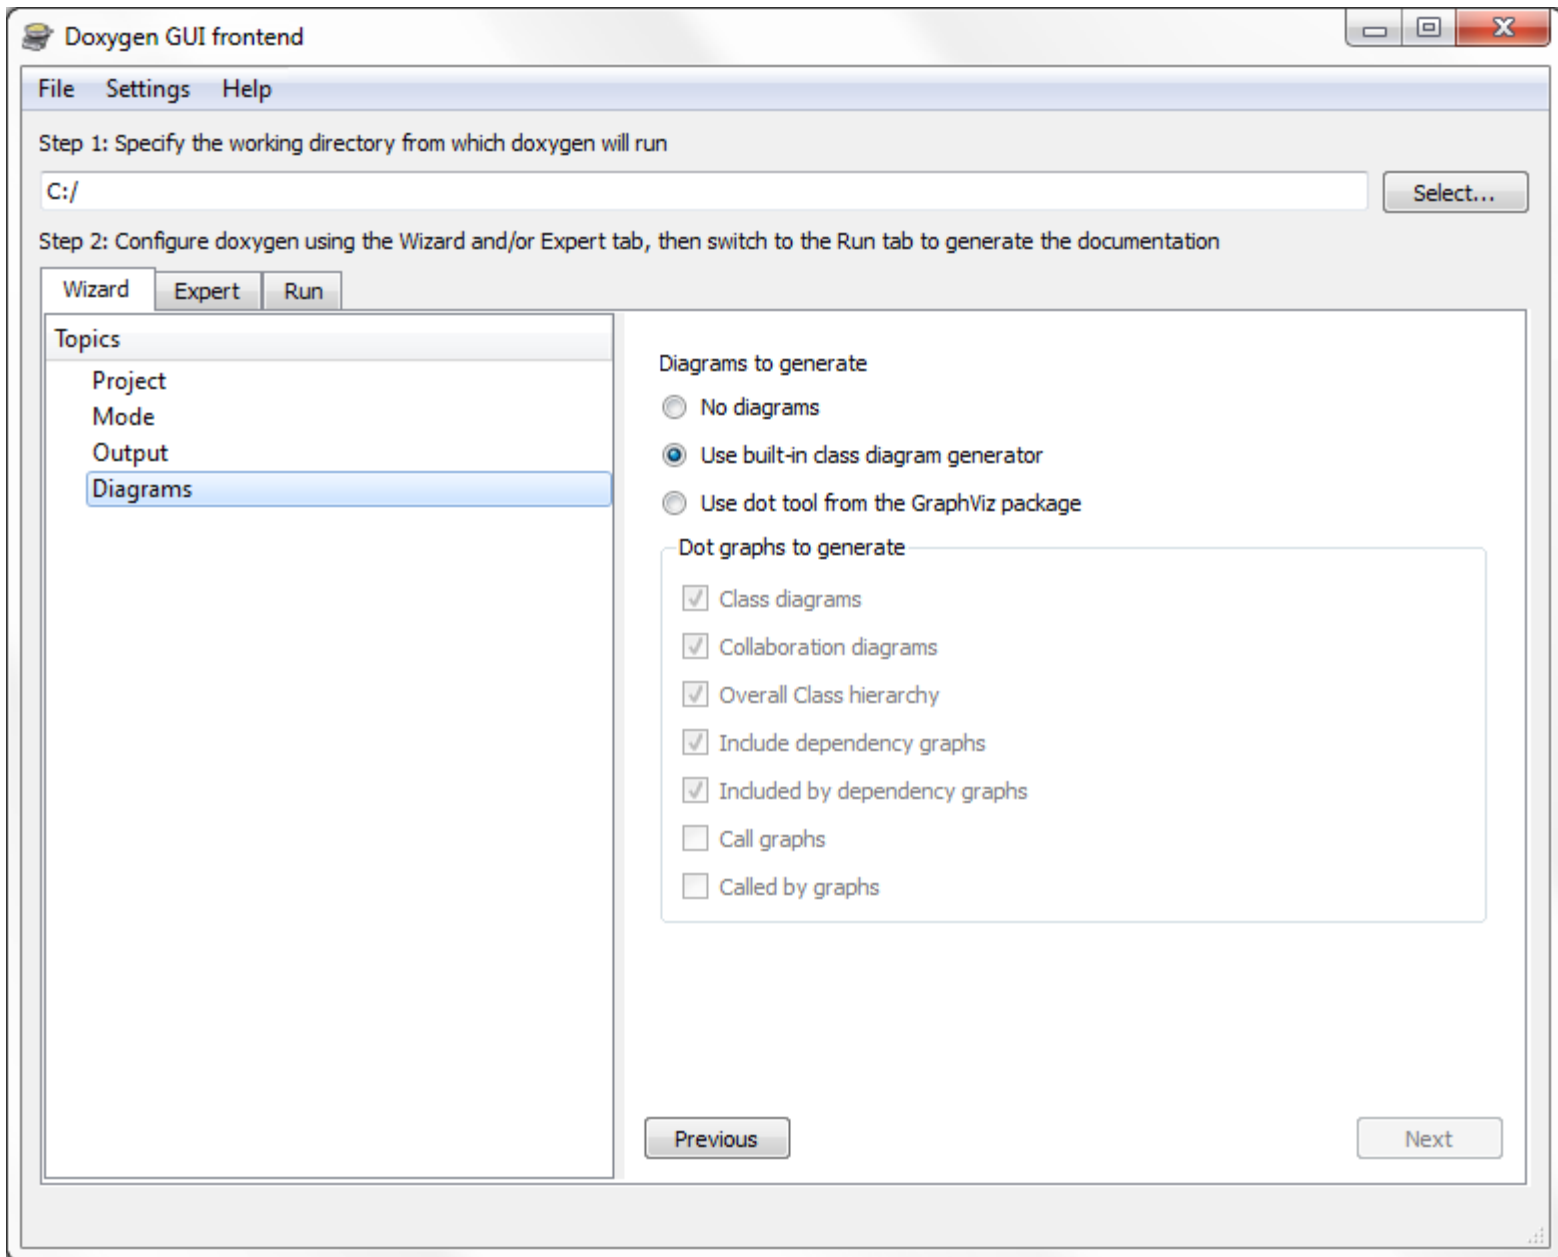 Doxygen GUI frontend
File Settings Help
Step 1: Specify the working directory from which doxygen will run
C:/ Select...
Step 2: Configure doxygen using the Wizard and/or Expert tab, then switch to the Run tab to generate the documentation
Wizard Expert Run
Topics
Project
Mode
Output
Diagrams
Diagrams to generate
No diagrams
Use built-in class diagram generator
Use dot tool from the GraphViz package
Dot graphs to generate
Class diagrams
Collaboration diagrams
Overall Class hierarchy
Include dependency graphs
Included by dependency graphs
Call graphs
Called by graphs
Previous Next